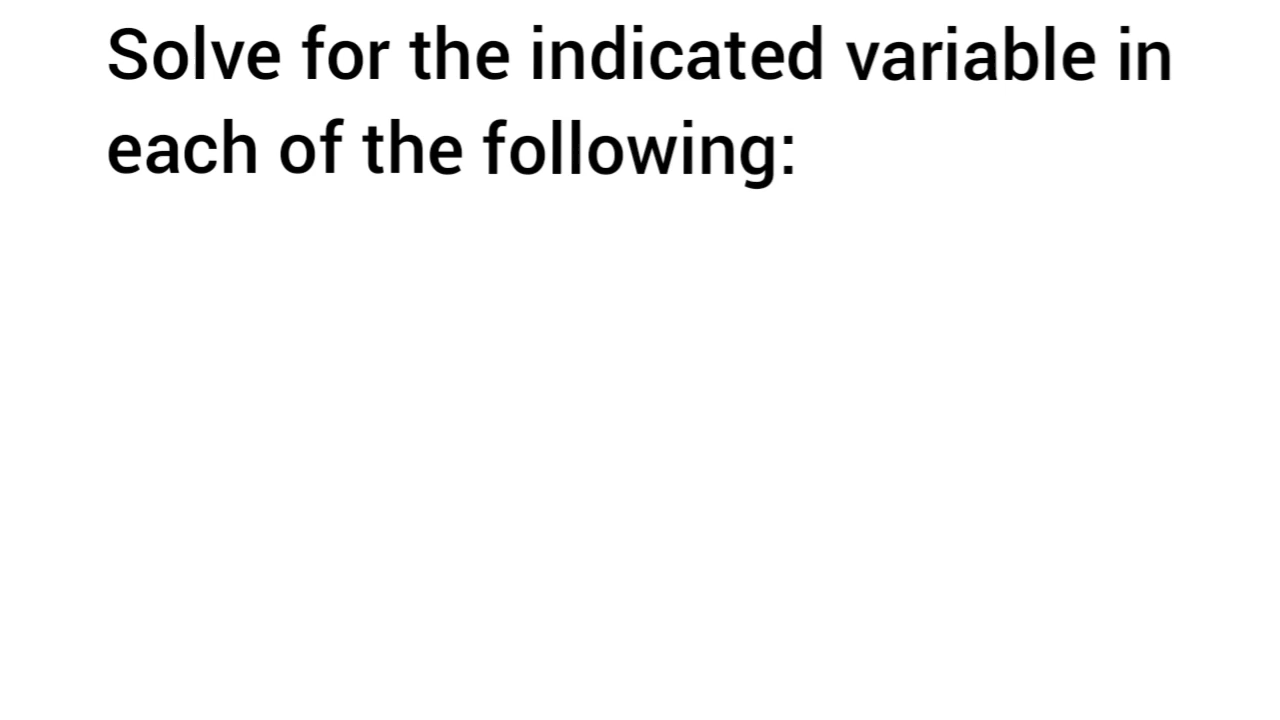 Solve for the indicated variable in
each of the following: